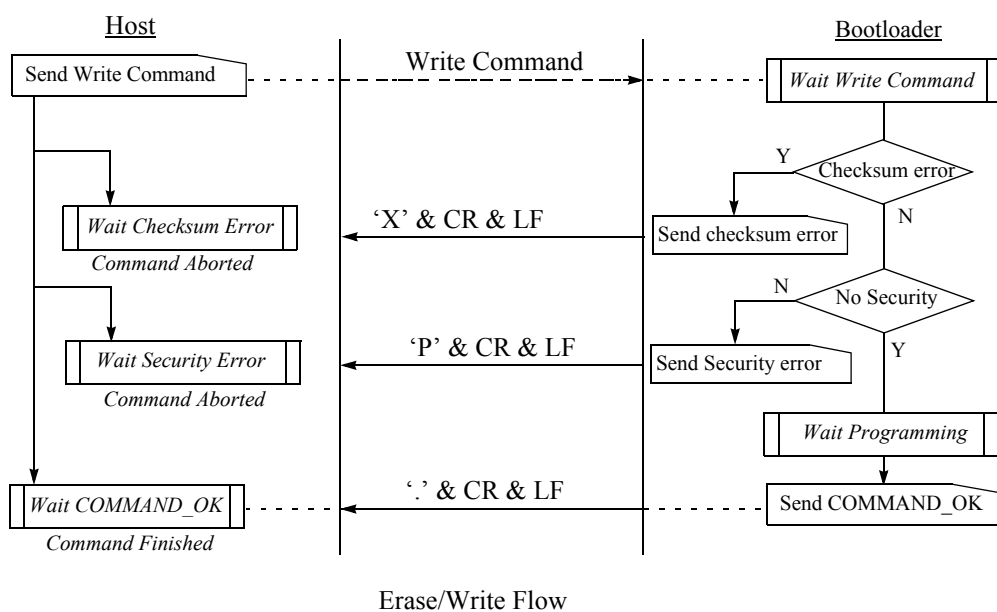 Host
Bootloader
Send Write Command
Write Command
Wait Write Command
Y
Checksum error
N
Wait Checksum Error
‘X’ & CR & LF
Send checksum error
Command Aborted
N
No Security
Wait Security Error
‘P’ & CR & LF
Send Security error
Y
Command Aborted
Wait Programming
Wait COMMAND_OK
‘.’ & CR & LF
Send COMMAND_OK
Command Finished
Erase/Write Flow